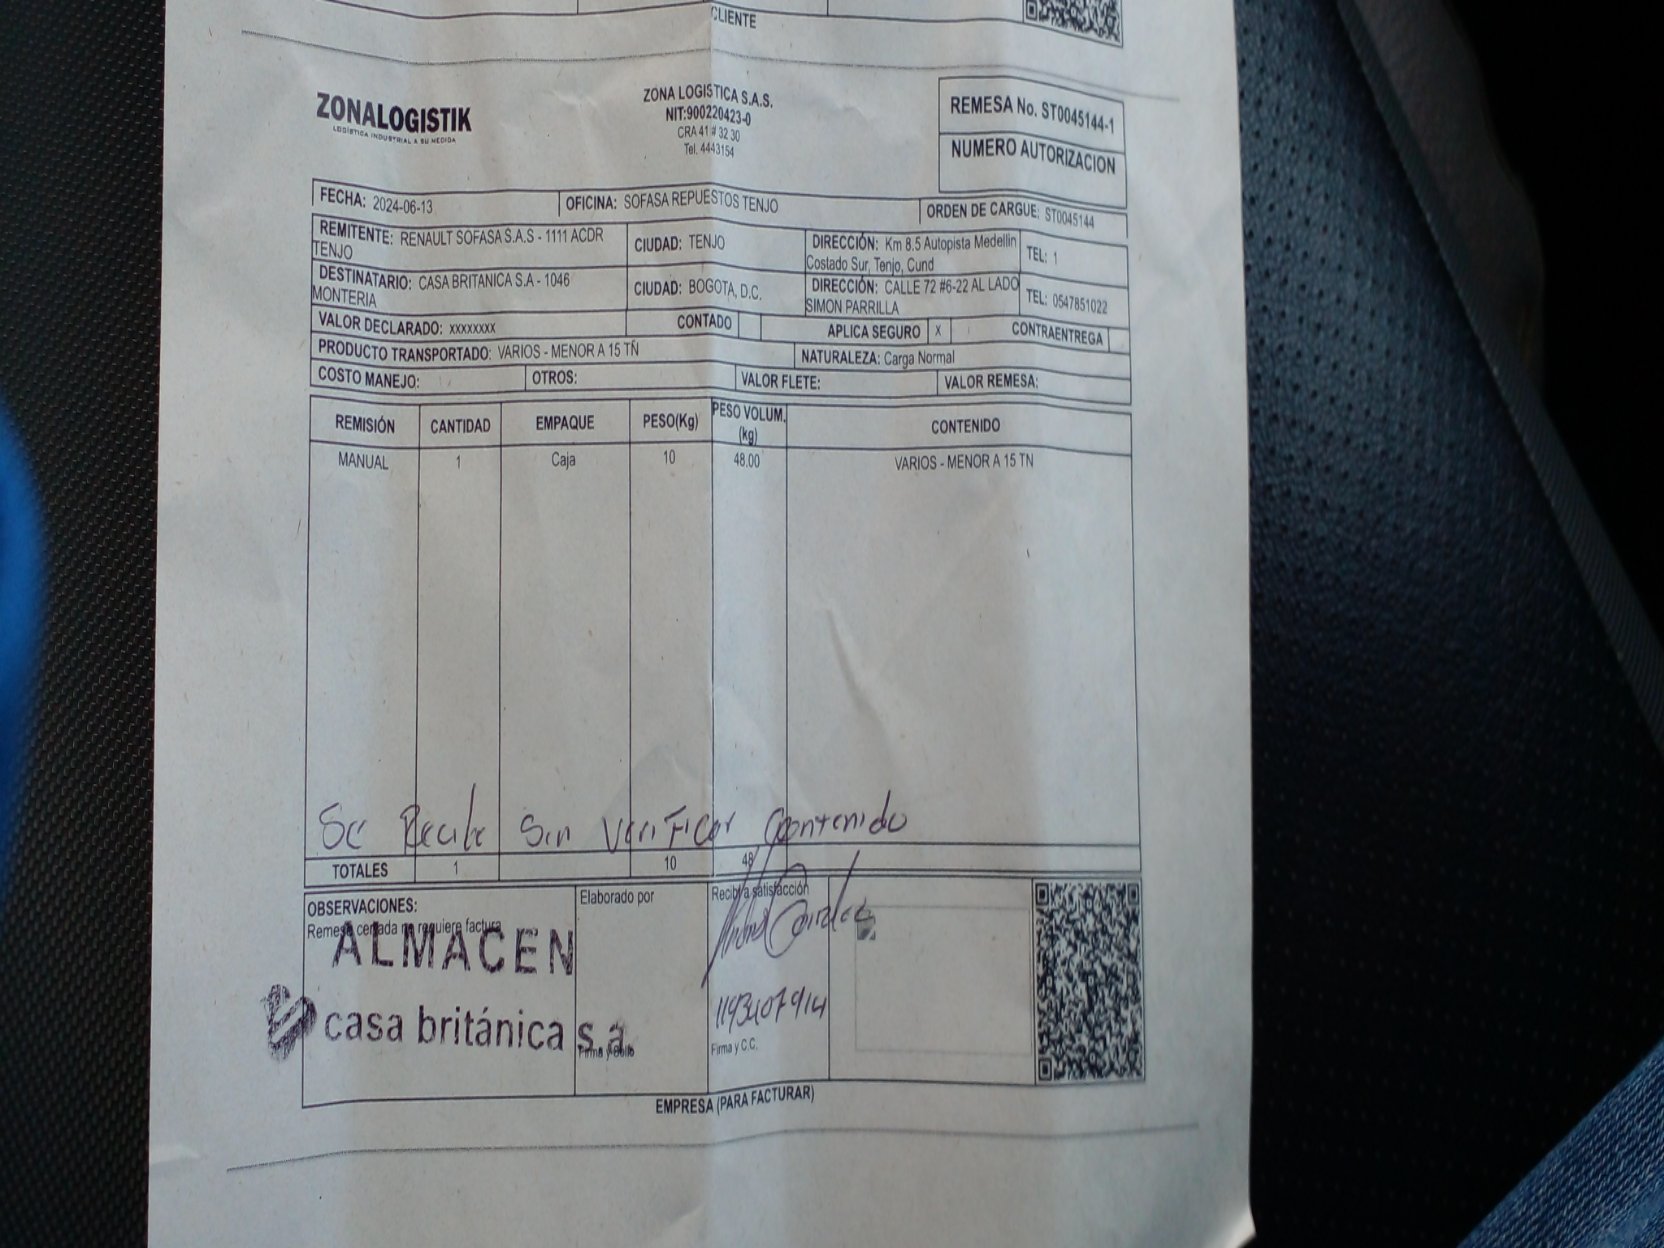 CLIENTE
ZONALOGISTIK
LOGÍSTICA INDUSTRIAL A SU MEDIDA
ZONA LOGISTICA S.A.S.
NIT:900220423-0
CRA 41 # 32 30
Tel. 4443154
REMESA No. ST0045144-1
NUMERO AUTORIZACION
FECHA: 2024-06-13 OFICINA: SOFASA REPUESTOS TENJO ORDEN DE CARGUE: ST0045144
REMITENTE: RENAULT SOFASA S.A.S - 1111 ACDR
TENJO
CIUDAD: TENJO
DIRECCIÓN: Km 8.5 Autopista Medellin
Costado Sur, Tenjo, Cund
TEL: 1
DESTINATARIO: CASA BRITANICA S.A - 1046
MONTERIA
CIUDAD: BOGOTA, D.C.
DIRECCIÓN: CALLE 72 #6-22 AL LADO
SIMON PARRILLA
TEL: 0547851022
VALOR DECLARADO: xxxxxxxx CONTADO APLICA SEGURO X CONTRAENTREGA
PRODUCTO TRANSPORTADO: VARIOS - MENOR A 15 TN NATURALEZA: Carga Normal
COSTO MANEJO: OTROS: VALOR FLETE: VALOR REMESA:
REMISIÓN CANTIDAD EMPAQUE PESO(Kg) PESO VOLUM. (kg) CONTENIDO
MANUAL 1 Caja 10 48.00 VARIOS - MENOR A 15 TN
Se Recibe Sin Verificar Contenido
TOTALES 1 10 48
OBSERVACIONES:
Remesa cerrada no requiere factura
ALMACEN
casa británica s.a.
Elaborado por
Firma y Sello
Recibí a satisfacción
1193407914
Firma y C.C.
EMPRESA (PARA FACTURAR)